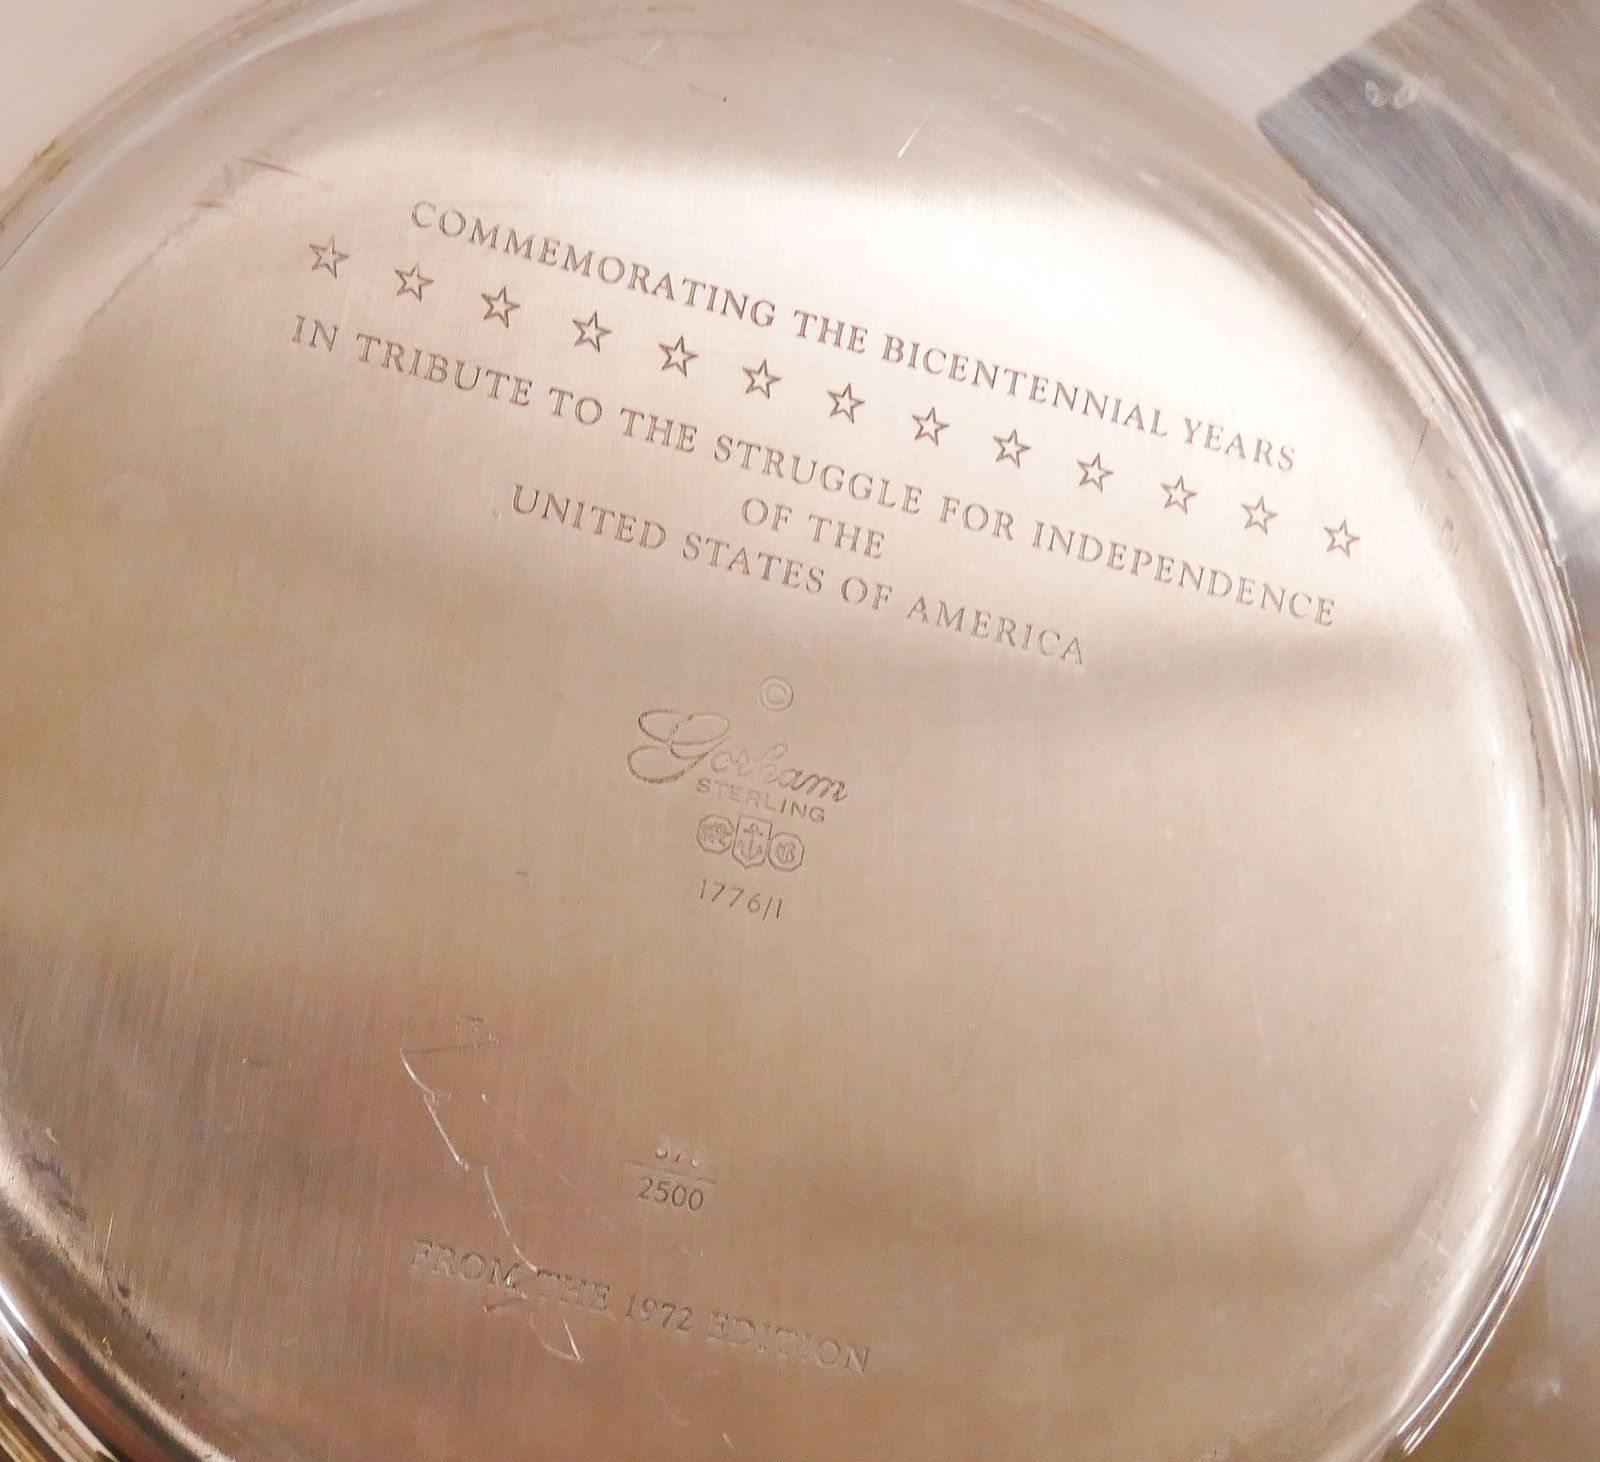 COMMEMORATING THE BICENTENNIAL YEARS
IN TRIBUTE TO THE STRUGGLE FOR INDEPENDENCE
OF THE
UNITED STATES OF AMERICA
©
Gorham
STERLING
1776/1
2500
FROM THE 1972 EDITION